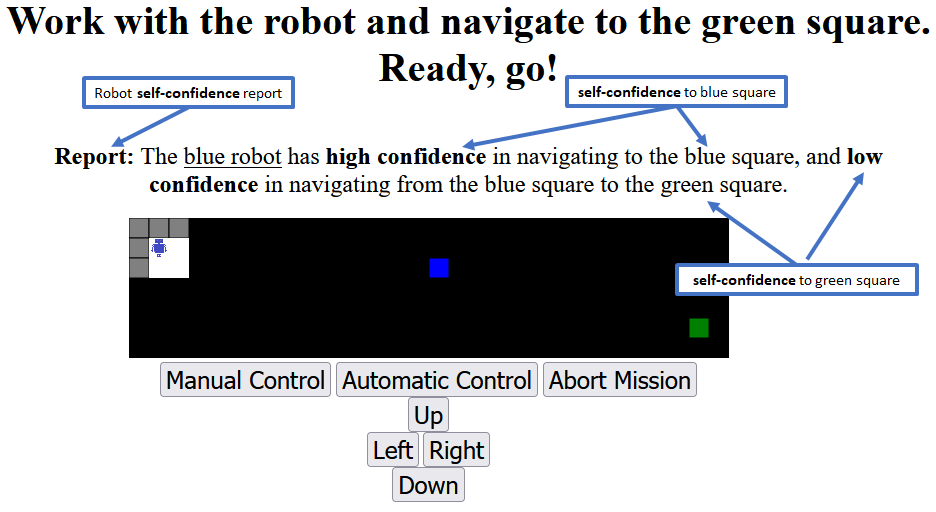 Work with the robot and navigate to the green square.
Ready, go!
Robot self-confidence report
self-confidence to blue square
Report: The blue robot has high confidence in navigating to the blue square, and low
confidence in navigating from the blue square to the green square.
self-confidence to green square
Manual Control Automatic Control Abort Mission
Up
Left Right
Down